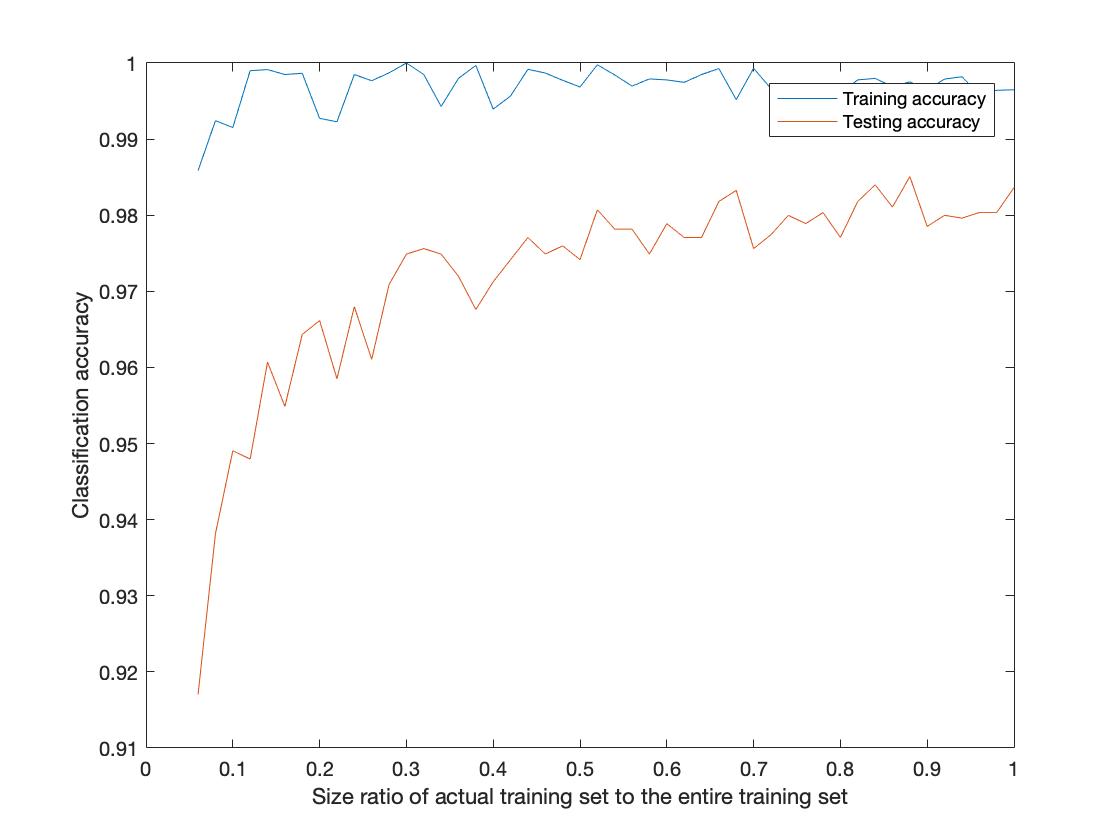 1
0.99
0.98
0.97
0.96
0.95
0.94
0.93
0.92
0.91
Classification accuracy
Training accuracy
Testing accuracy
0 0.1 0.2 0.3 0.4 0.5 0.6 0.7 0.8 0.9 1
Size ratio of actual training set to the entire training set